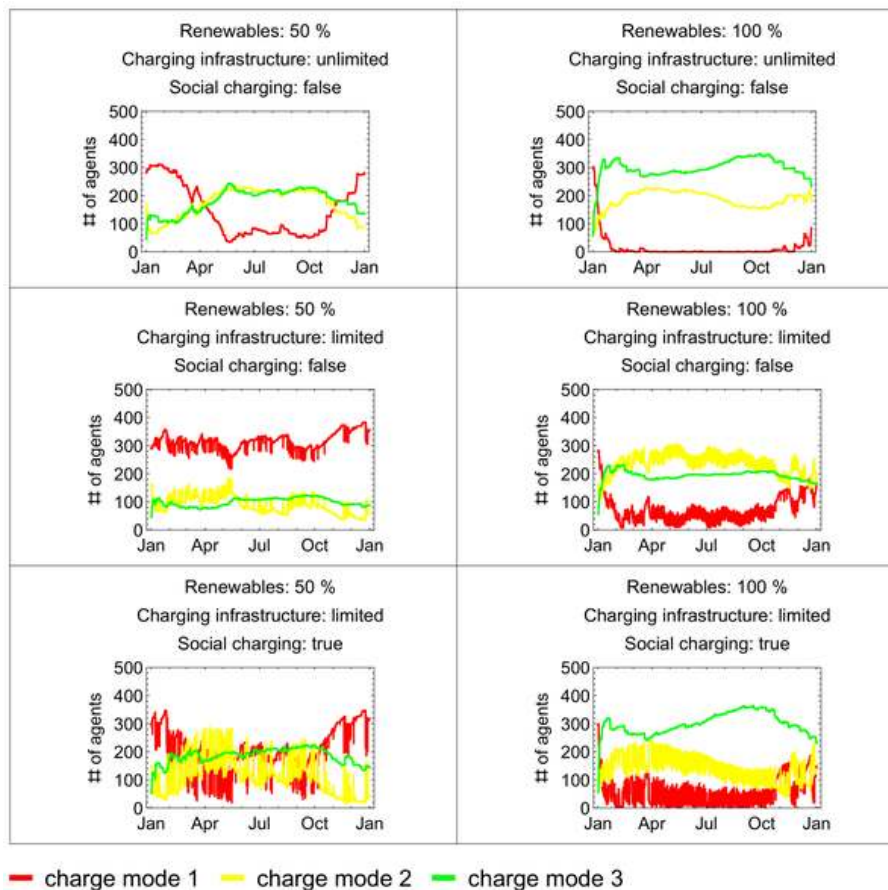 Renewables: 50 %
Charging infrastructure: unlimited
Social charging: false
500
400
300
200
100
0
# of agents
Jan Apr Jul Oct Jan
Renewables: 100 %
Charging infrastructure: unlimited
Social charging: false
500
400
300
200
100
0
# of agents
Jan Apr Jul Oct Jan
Renewables: 50 %
Charging infrastructure: limited
Social charging: false
500
400
300
200
100
0
# of agents
Jan Apr Jul Oct Jan
Renewables: 100 %
Charging infrastructure: limited
Social charging: false
500
400
300
200
100
0
# of agents
Jan Apr Jul Oct Jan
Renewables: 50 %
Charging infrastructure: limited
Social charging: true
500
400
300
200
100
0
# of agents
Jan Apr Jul Oct Jan
Renewables: 100 %
Charging infrastructure: limited
Social charging: true
500
400
300
200
100
0
# of agents
Jan Apr Jul Oct Jan
charge mode 1 charge mode 2 charge mode 3